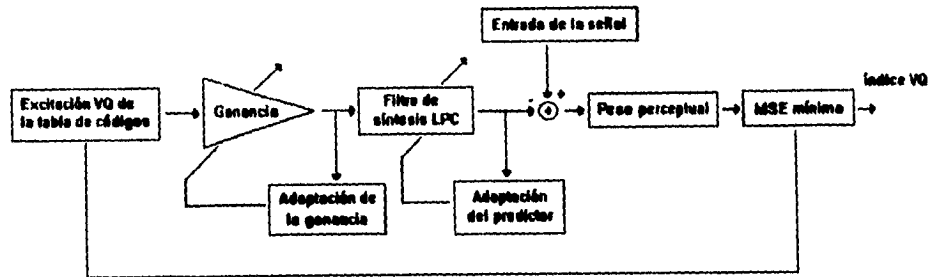 Entrada de la señal
índice VQ
Excitación VQ de
la tabla de códigos
Ganancia
Filtro de
síntesis LPC
- +
+
Peso perceptual
MSE mínimo
Adaptación de
la ganancia
Adaptación
del predictor